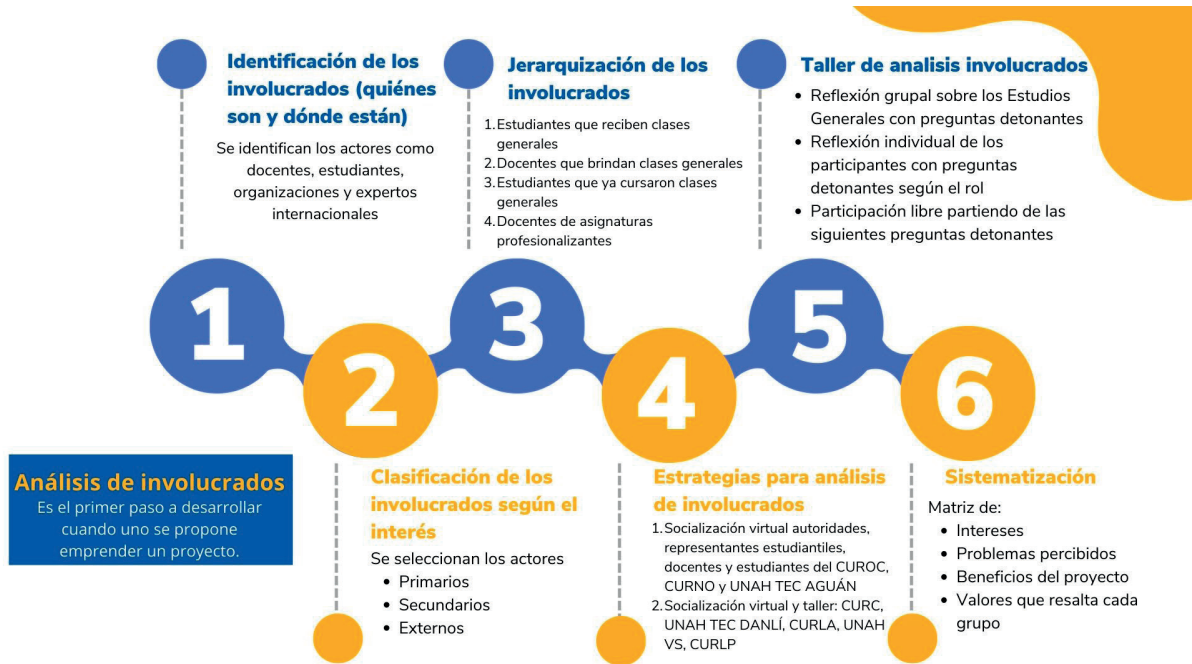 1
Identificación de los
involucrados (quiénes
son y dónde están)
Se identifican los actores como
docentes, estudiantes,
organizaciones y expertos
internacionales
2
Clasificación de los
involucrados según el
interés
Se seleccionan los actores
• Primarios
• Secundarios
• Externos
3
Jerarquización de los
involucrados
1.Estudiantes que reciben clases
generales
2.Docentes que brindan clases generales
3.Estudiantes que ya cursaron clases
generales
4.Docentes de asignaturas
profesionalizantes
4
Estrategias para análisis
de involucrados
1.Socialización virtual autoridades,
representantes estudiantiles,
docentes y estudiantes del CUROC,
CURNO y UNAH TEC AGUÁN
2.Socialización virtual y taller: CURC,
UNAH TEC DANLÍ, CURLA, UNAH
VS, CURLP
5
Taller de analisis involucrados
• Reflexión grupal sobre los Estudios
Generales con preguntas detonantes
• Reflexión individual de los
participantes con preguntas
detonantes según el rol
• Participación libre partiendo de las
siguientes preguntas detonantes
6
Sistematización
Matriz de:
• Intereses
• Problemas percibidos
• Beneficios del proyecto
• Valores que resalta cada
grupo
Análisis de involucrados
Es el primer paso a desarrollar
cuando uno se propone
emprender un proyecto.